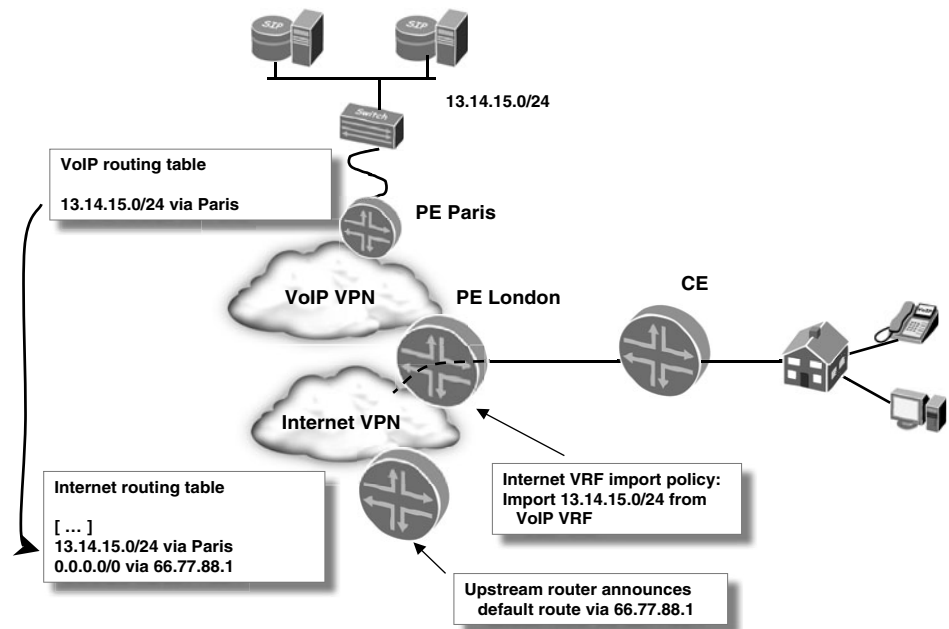 SIP
SIP
13.14.15.0/24
Switch
VoIP routing table
13.14.15.0/24 via Paris
PE Paris
VoIP VPN
PE London
CE
Internet VPN
Internet routing table
[ ... ]
13.14.15.0/24 via Paris
0.0.0.0/0 via 66.77.88.1
Internet VRF import policy:
Import 13.14.15.0/24 from
VoIP VRF
Upstream router announces
default route via 66.77.88.1